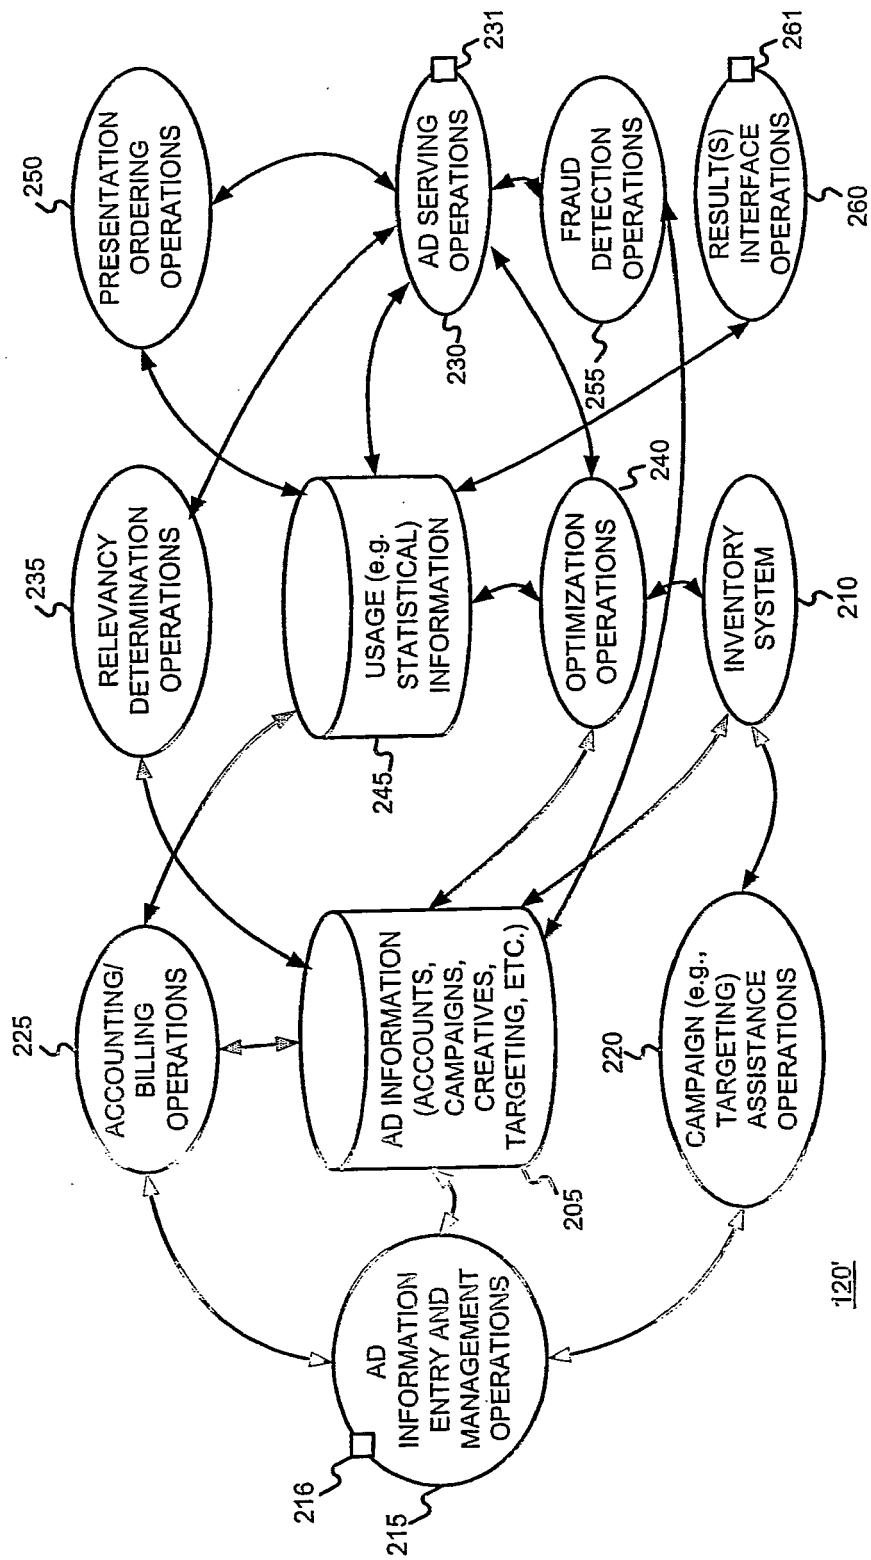 250
PRESENTATION
ORDERING
OPERATIONS
231
AD SERVING
OPERATIONS
230
FRAUD
DETECTION
OPERATIONS
255
261
RESULT(S)
INTERFACE
OPERATIONS
260
235
RELEVANCY
DETERMINATION
OPERATIONS
USAGE (e.g.
STATISTICAL)
INFORMATION
245
240
OPTIMIZATION
OPERATIONS
INVENTORY
SYSTEM
210
225
ACCOUNTING/
BILLING
OPERATIONS
AD INFORMATION
(ACCOUNTS,
CAMPAIGNS,
CREATIVES,
TARGETING, ETC.)
205
220
CAMPAIGN (e.g.,
TARGETING)
ASSISTANCE
OPERATIONS
216
AD
INFORMATION
ENTRY AND
MANAGEMENT
OPERATIONS
215
120'